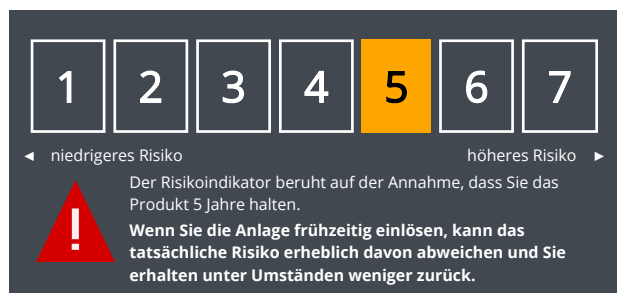 1 2 3 4 5 6 7
◄ niedrigeres Risiko höheres Risiko ►
Der Risikoindikator beruht auf der Annahme, dass Sie das
Produkt 5 Jahre halten.
!
Wenn Sie die Anlage frühzeitig einlösen, kann das
tatsächliche Risiko erheblich davon abweichen und Sie
erhalten unter Umständen weniger zurück.